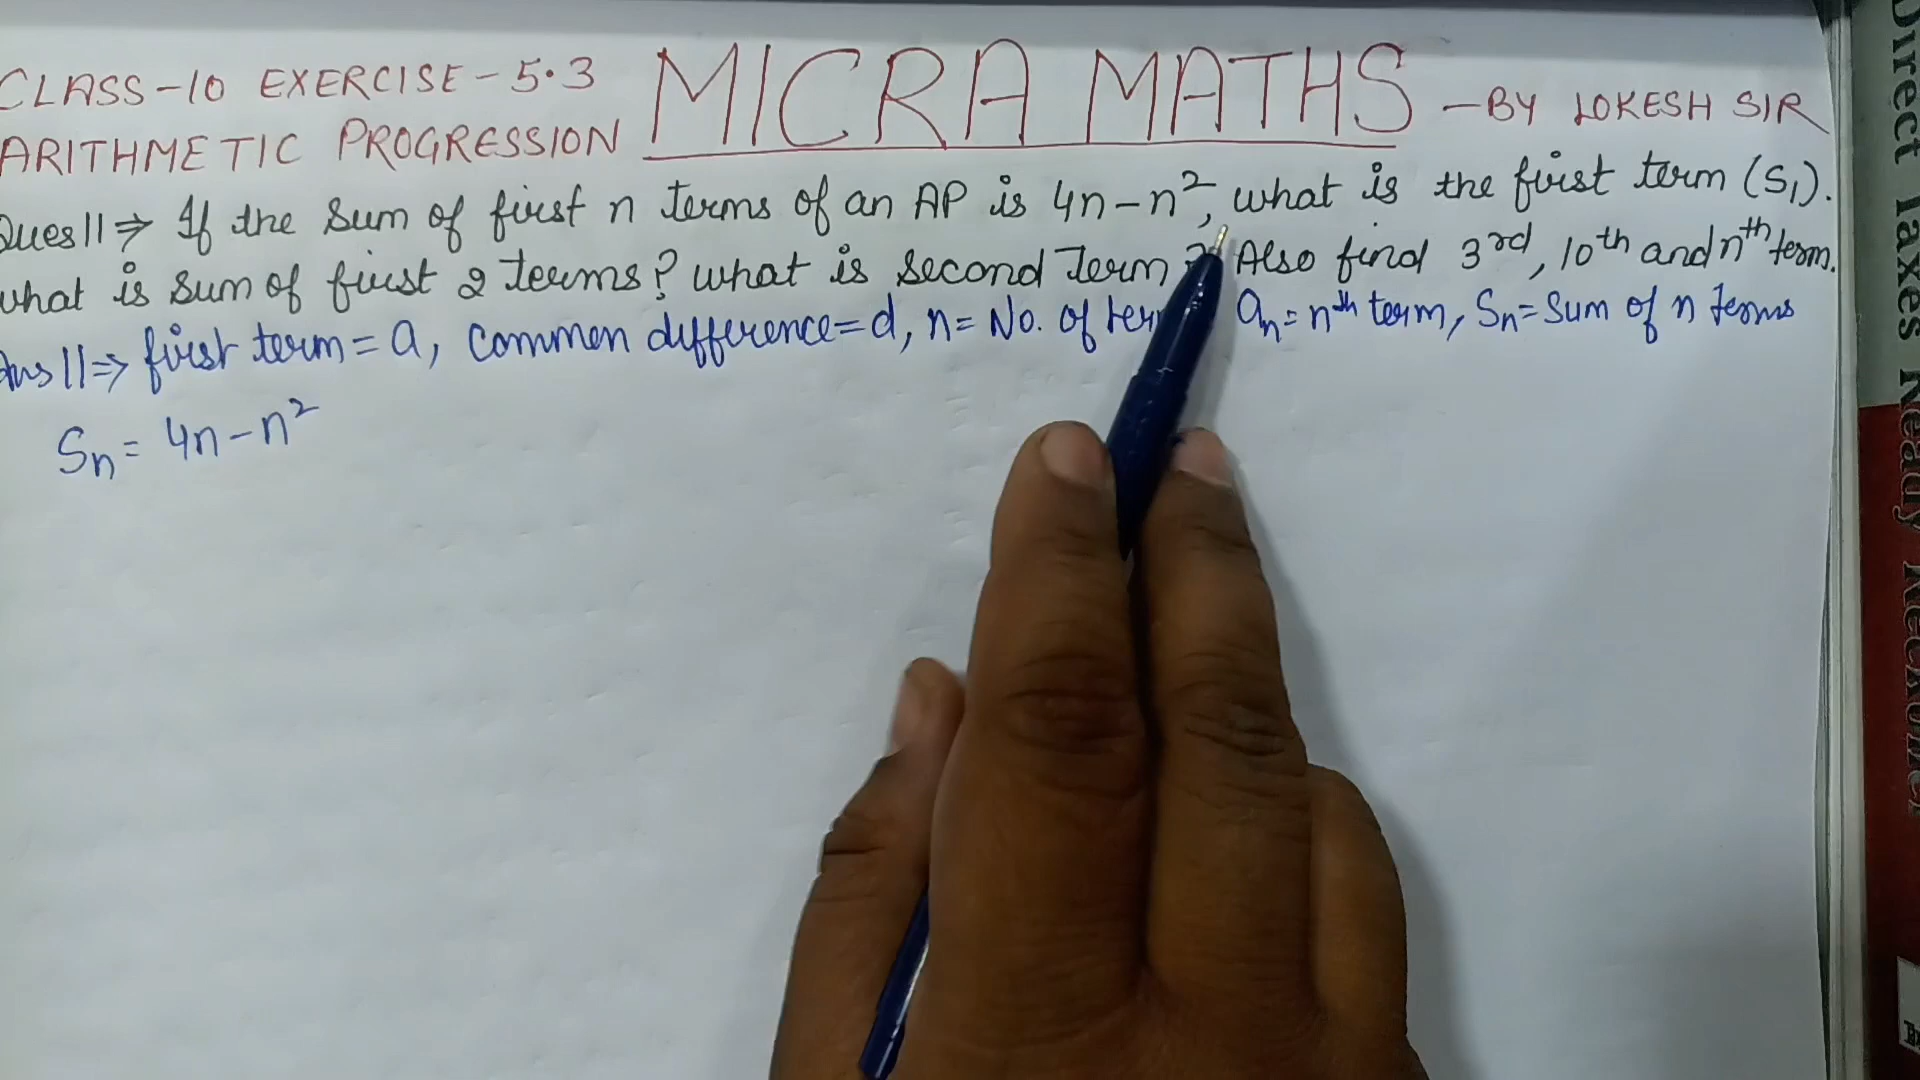 CLASS-10 EXERCISE-5.3
ARITHMETIC PROGRESSION
MICRA MATHS
-BY LOKESH SIR
Ques11⇒ If the sum of first n terms of an AP is 4n-n², what is the first term (S₁).
what is sum of first 2 terms? what is second term? Also find 3rd, 10th and nth term.
Ans11⇒ first term = a, common difference=d, n= No. of aₙ= nth term, Sₙ= Sum of n terms
Sₙ= 4n-n²
Direct Taxes Ready Reckoner